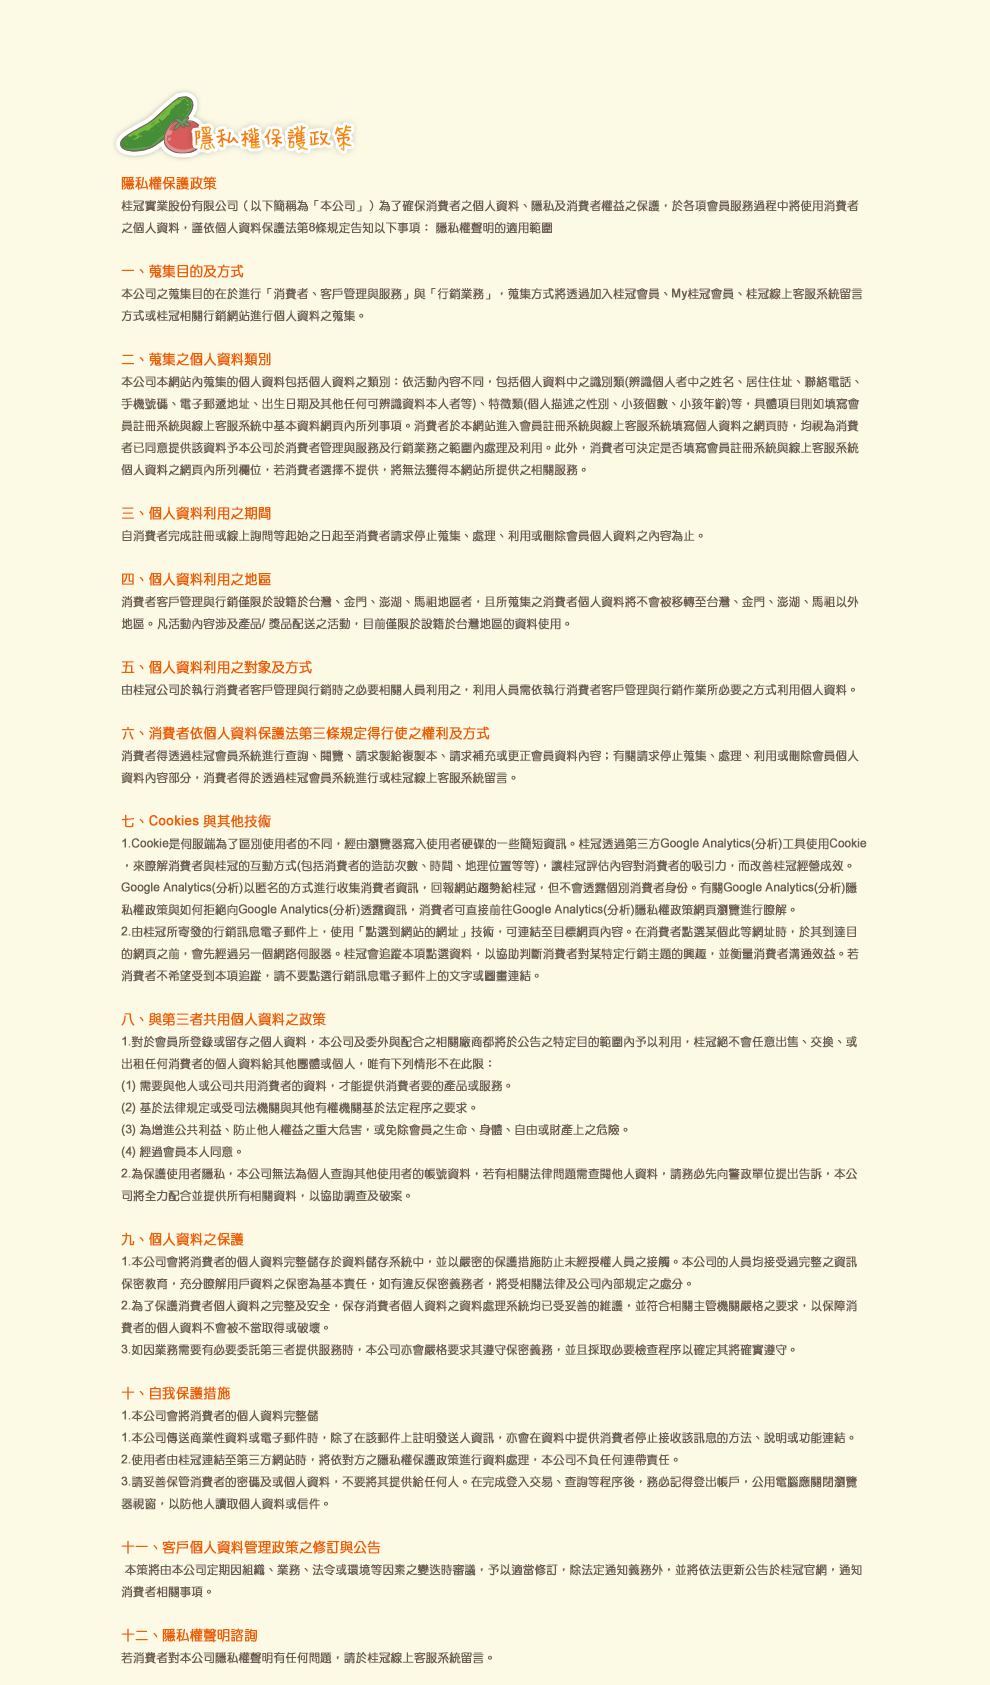 隱私權保護政策
隱私權保護政策
桂冠實業股份有限公司（以下簡稱為「本公司」）為了確保消費者之個人資料、隱私及消費者權益之保護，於各項會員服務過程中將使用消費者
之個人資料，謹依個人資料保護法第8條規定告知以下事項： 隱私權聲明的適用範圍
一、蒐集目的及方式
本公司之蒐集目的在於進行「消費者、客戶管理與服務」與「行銷業務」，蒐集方式將透過加入桂冠會員、My桂冠會員、桂冠線上客服系統留言
方式或桂冠相關行銷網站進行個人資料之蒐集。
二、蒐集之個人資料類別
本公司本網站內蒐集的個人資料包括個人資料之類別：依活動內容不同，包括個人資料中之識別類(辨識個人者中之姓名、居住住址、聯絡電話、
手機號碼、電子郵遞地址、出生日期及其他任何可辨識資料本人者等)、特徵類(個人描述之性別、小孩個數、小孩年齡)等，具體項目則如填寫會
員註冊系統與線上客服系統中基本資料網頁內所列事項。消費者於本網站進入會員註冊系統與線上客服系統填寫個人資料之網頁時，均視為消費
者已同意提供該資料予本公司於消費者管理與服務及行銷業務之範圍內處理及利用。此外，消費者可決定是否填寫會員註冊系統與線上客服系統
個人資料之網頁內所列欄位，若消費者選擇不提供，將無法獲得本網站所提供之相關服務。
三、個人資料利用之期間
自消費者完成註冊或線上詢問等起始之日起至消費者請求停止蒐集、處理、利用或刪除會員個人資料之內容為止。
四、個人資料利用之地區
消費者客戶管理與行銷僅限於設籍於台灣、金門、澎湖、馬祖地區者，且所蒐集之消費者個人資料將不會被移轉至台灣、金門、澎湖、馬祖以外
地區。凡活動內容涉及產品/ 獎品配送之活動，目前僅限於設籍於台灣地區的資料使用。
五、個人資料利用之對象及方式
由桂冠公司於執行消費者客戶管理與行銷時之必要相關人員利用之，利用人員需依執行消費者客戶管理與行銷作業所必要之方式利用個人資料。
六、消費者依個人資料保護法第三條規定得行使之權利及方式
消費者得透過桂冠會員系統進行查詢、閱覽、請求製給複製本、請求補充或更正會員資料內容；有關請求停止蒐集、處理、利用或刪除會員個人
資料內容部分，消費者得於透過桂冠會員系統進行或桂冠線上客服系統留言。
七、Cookies 與其他技術
1.Cookie是伺服端為了區別使用者的不同，經由瀏覽器寫入使用者硬碟的一些簡短資訊。桂冠透過第三方Google Analytics(分析)工具使用Cookie
，來瞭解消費者與桂冠的互動方式(包括消費者的造訪次數、時間、地理位置等等)，讓桂冠評估內容對消費者的吸引力，而改善桂冠經營成效。
Google Analytics(分析)以匿名的方式進行收集消費者資訊，回報網站趨勢給桂冠，但不會透露個別消費者身份。有關Google Analytics(分析)隱
私權政策與如何拒絕向Google Analytics(分析)透露資訊，消費者可直接前往Google Analytics(分析)隱私權政策網頁瀏覽進行瞭解。
2.由桂冠所寄發的行銷訊息電子郵件上，使用「點選到網站的網址」技術，可連結至目標網頁內容。在消費者點選某個此等網址時，於其到達目
的網頁之前，會先經過另一個網路伺服器。桂冠會追蹤本項點選資料，以協助判斷消費者對某特定行銷主題的興趣，並衡量消費者溝通效益。若
消費者不希望受到本項追蹤，請不要點選行銷訊息電子郵件上的文字或圖畫連結。
八、與第三者共用個人資料之政策
1.對於會員所登錄或留存之個人資料，本公司及委外與配合之相關廠商都將於公告之特定目的範圍內予以利用，桂冠絕不會任意出售、交換、或
出租任何消費者的個人資料給其他團體或個人，唯有下列情形不在此限：
(1) 需要與他人或公司共用消費者的資料，才能提供消費者要的產品或服務。
(2) 基於法律規定或受司法機關與其他有權機關基於法定程序之要求。
(3) 為增進公共利益、防止他人權益之重大危害，或免除會員之生命、身體、自由或財產上之危險。
(4) 經過會員本人同意。
2.為保護使用者隱私，本公司無法為個人查詢其他使用者的帳號資料，若有相關法律問題需查閱他人資料，請務必先向警政單位提出告訴，本公
司將全力配合並提供所有相關資料，以協助調查及破案。
九、個人資料之保護
1.本公司會將消費者的個人資料完整儲存於資料儲存系統中，並以嚴密的保護措施防止未經授權人員之接觸。本公司的人員均接受過完整之資訊
保密教育，充分瞭解用戶資料之保密為基本責任，如有違反保密義務者，將受相關法律及公司內部規定之處分。
2.為了保護消費者個人資料之完整及安全，保存消費者個人資料之資料處理系統均已受妥善的維護，並符合相關主管機關嚴格之要求，以保障消
費者的個人資料不會被不當取得或破壞。
3.如因業務需要有必要委託第三者提供服務時，本公司亦會嚴格要求其遵守保密義務，並且採取必要檢查程序以確定其將確實遵守。
十、自我保護措施
1.本公司會將消費者的個人資料完整儲
1.本公司傳送商業性資料或電子郵件時，除了在該郵件上註明發送人資訊，亦會在資料中提供消費者停止接收該訊息的方法、說明或功能連結。
2.使用者由桂冠連結至第三方網站時，將依對方之隱私權保護政策進行資料處理，本公司不負任何連帶責任。
3.請妥善保管消費者的密碼及或個人資料，不要將其提供給任何人。在完成登入交易、查詢等程序後，務必記得登出帳戶，公用電腦應關閉瀏覽
器視窗，以防他人讀取個人資料或信件。
十一、客戶個人資料管理政策之修訂與公告
本策將由本公司定期因組織、業務、法令或環境等因素之變迭時審議，予以適當修訂，除法定通知義務外，並將依法更新公告於桂冠官網，通知
消費者相關事項。
十二、隱私權聲明諮詢
若消費者對本公司隱私權聲明有任何問題，請於桂冠線上客服系統留言。